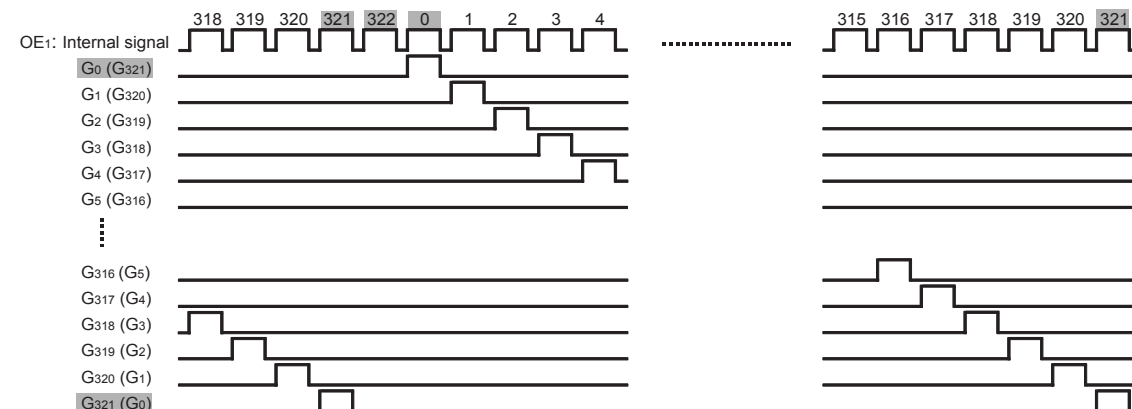 318 319 320 321 322 0 1 2 3 4 315 316 317 318 319 320 321
OE1: Internal signal
G0 (G321)
G1 (G320)
G2 (G319)
G3 (G318)
G4 (G317)
G5 (G316)
G316 (G5)
G317 (G4)
G318 (G3)
G319 (G2)
G320 (G1)
G321 (G0)